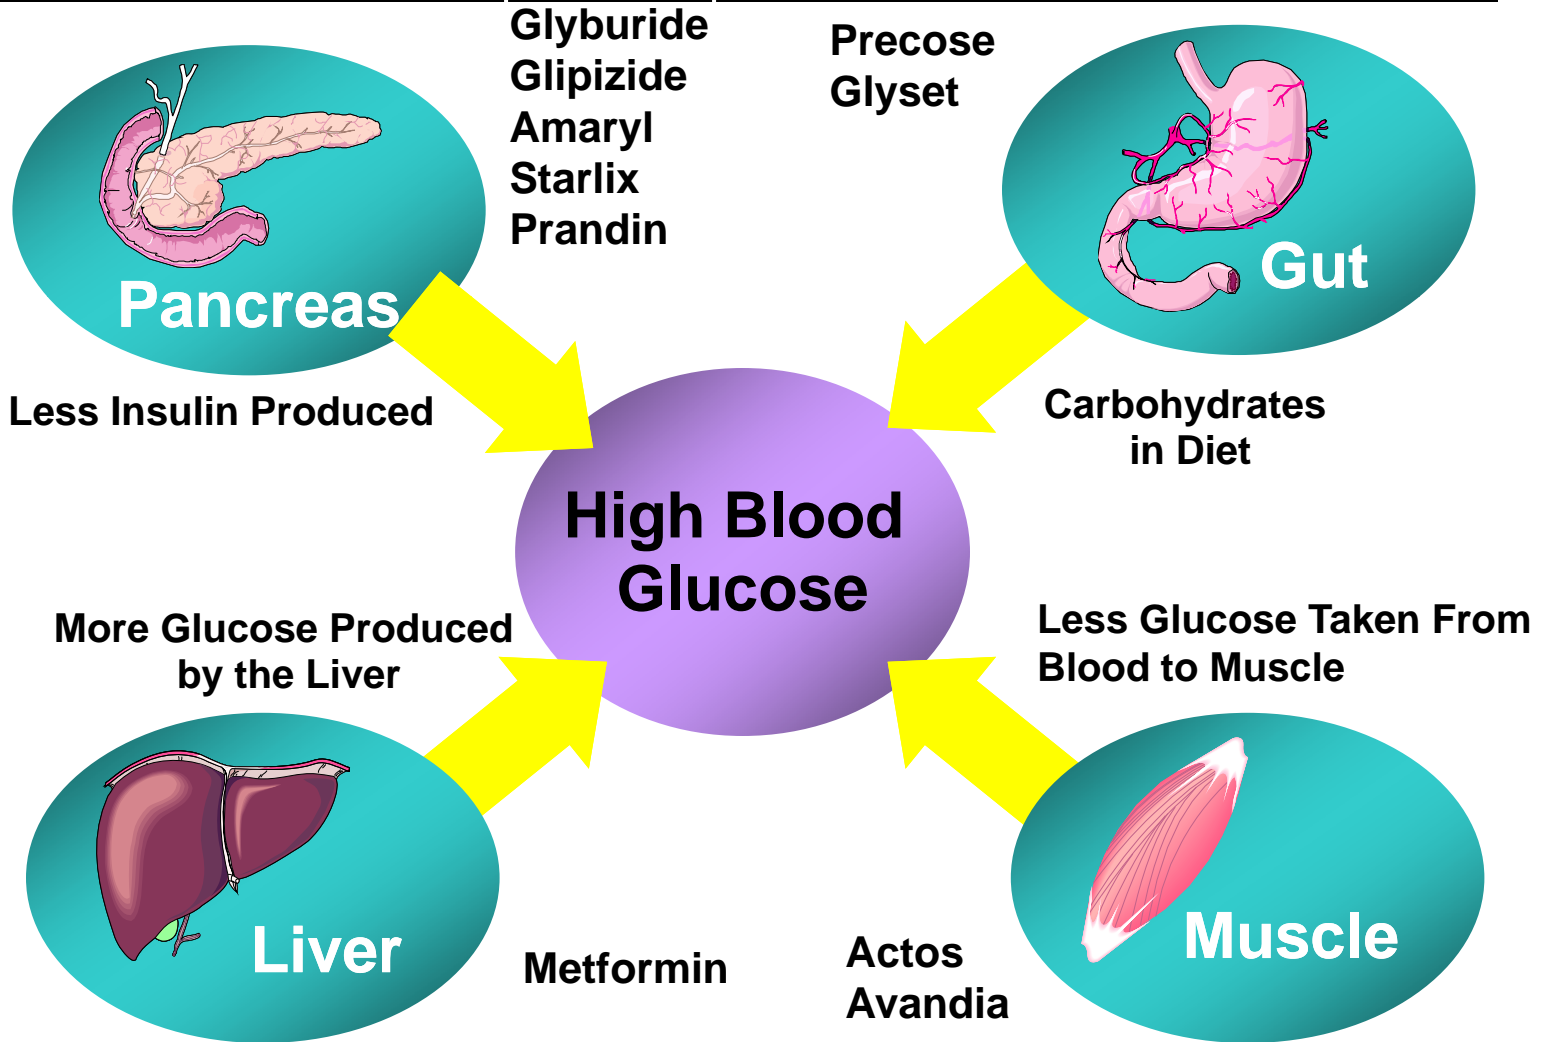 Glyburide
Glipizide
Amaryl
Starlix
Prandin
Precose
Glyset
Pancreas
Gut
Less Insulin Produced
Carbohydrates
in Diet
High Blood
Glucose
More Glucose Produced
by the Liver
Less Glucose Taken From
Blood to Muscle
Liver
Metformin
Actos
Avandia
Muscle